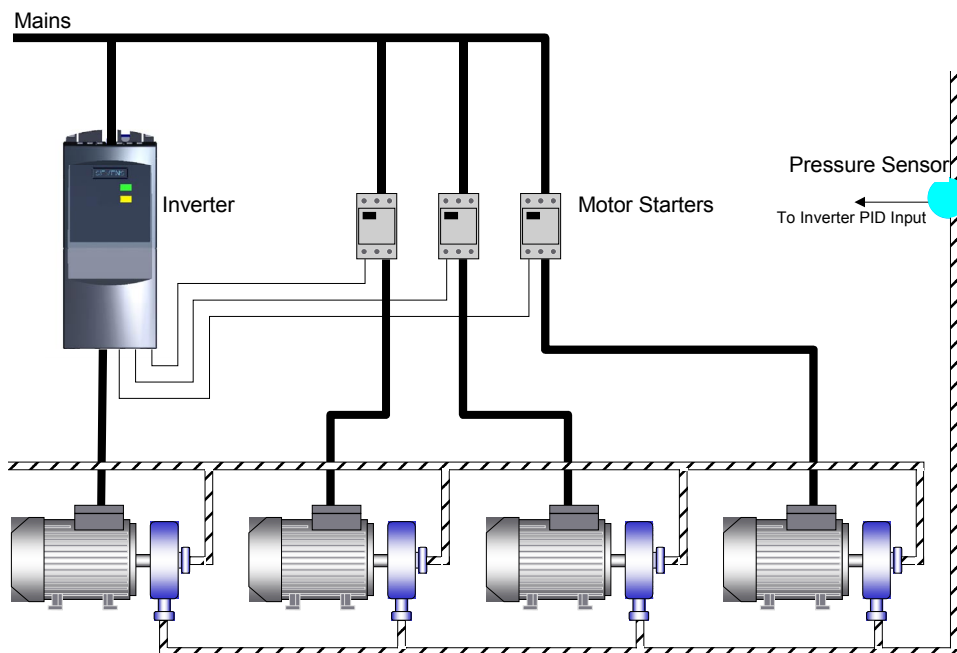 Mains
Pressure Sensor
Inverter
Motor Starters
To Inverter PID Input